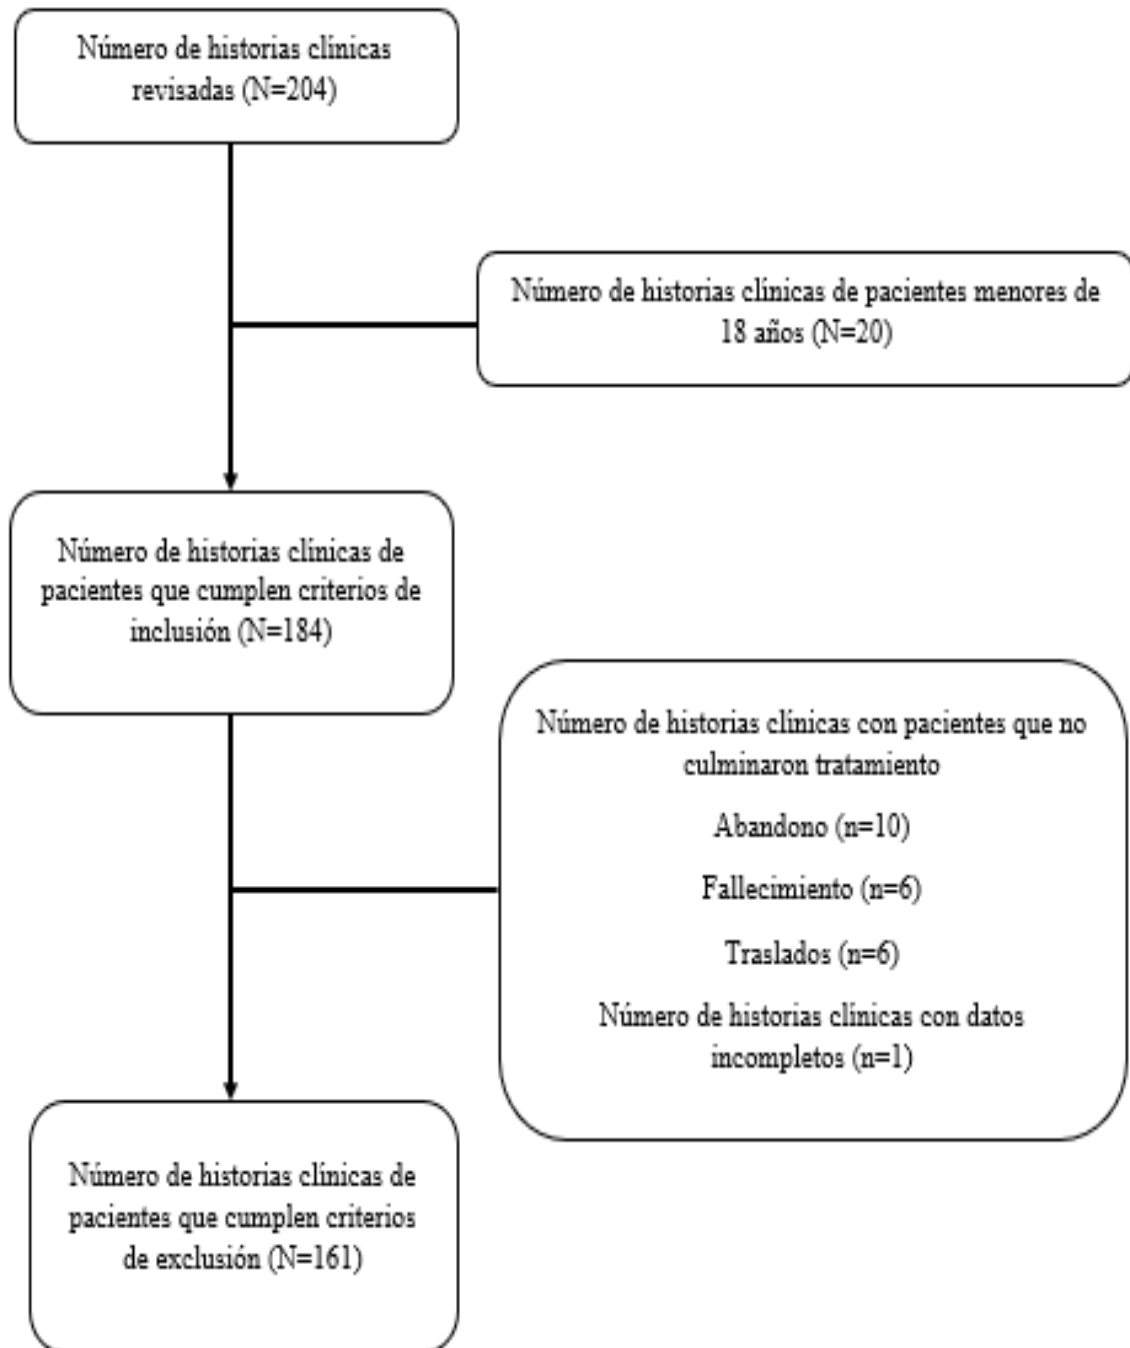 Número de historias clínicas
revisadas (N=204)
Número de historias clínicas de pacientes menores de
18 años (N=20)
Número de historias clínicas de
pacientes que cumplen criterios de
inclusión (N=184)
Número de historias clínicas con pacientes que no
culminaron tratamiento
Abandono (n=10)
Fallecimiento (n=6)
Traslados (n=6)
Número de historias clínicas con datos
incompletos (n=1)
Número de historias clínicas de
pacientes que cumplen criterios
de exclusión (N=161)